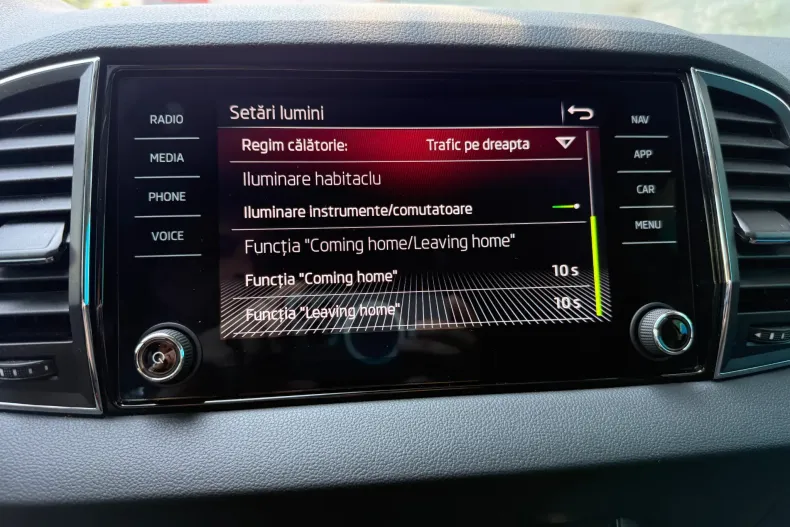 RADIO
MEDIA
PHONE
VOICE
Setări lumini
Regim călătorie: Trafic pe dreapta
Iluminare habitaclu
Iluminare instrumente/comutatoare
Funcția "Coming home/Leaving home"
Funcția "Coming home" 10 s
Funcția "Leaving home" 10 s
NAV
APP
CAR
MENU